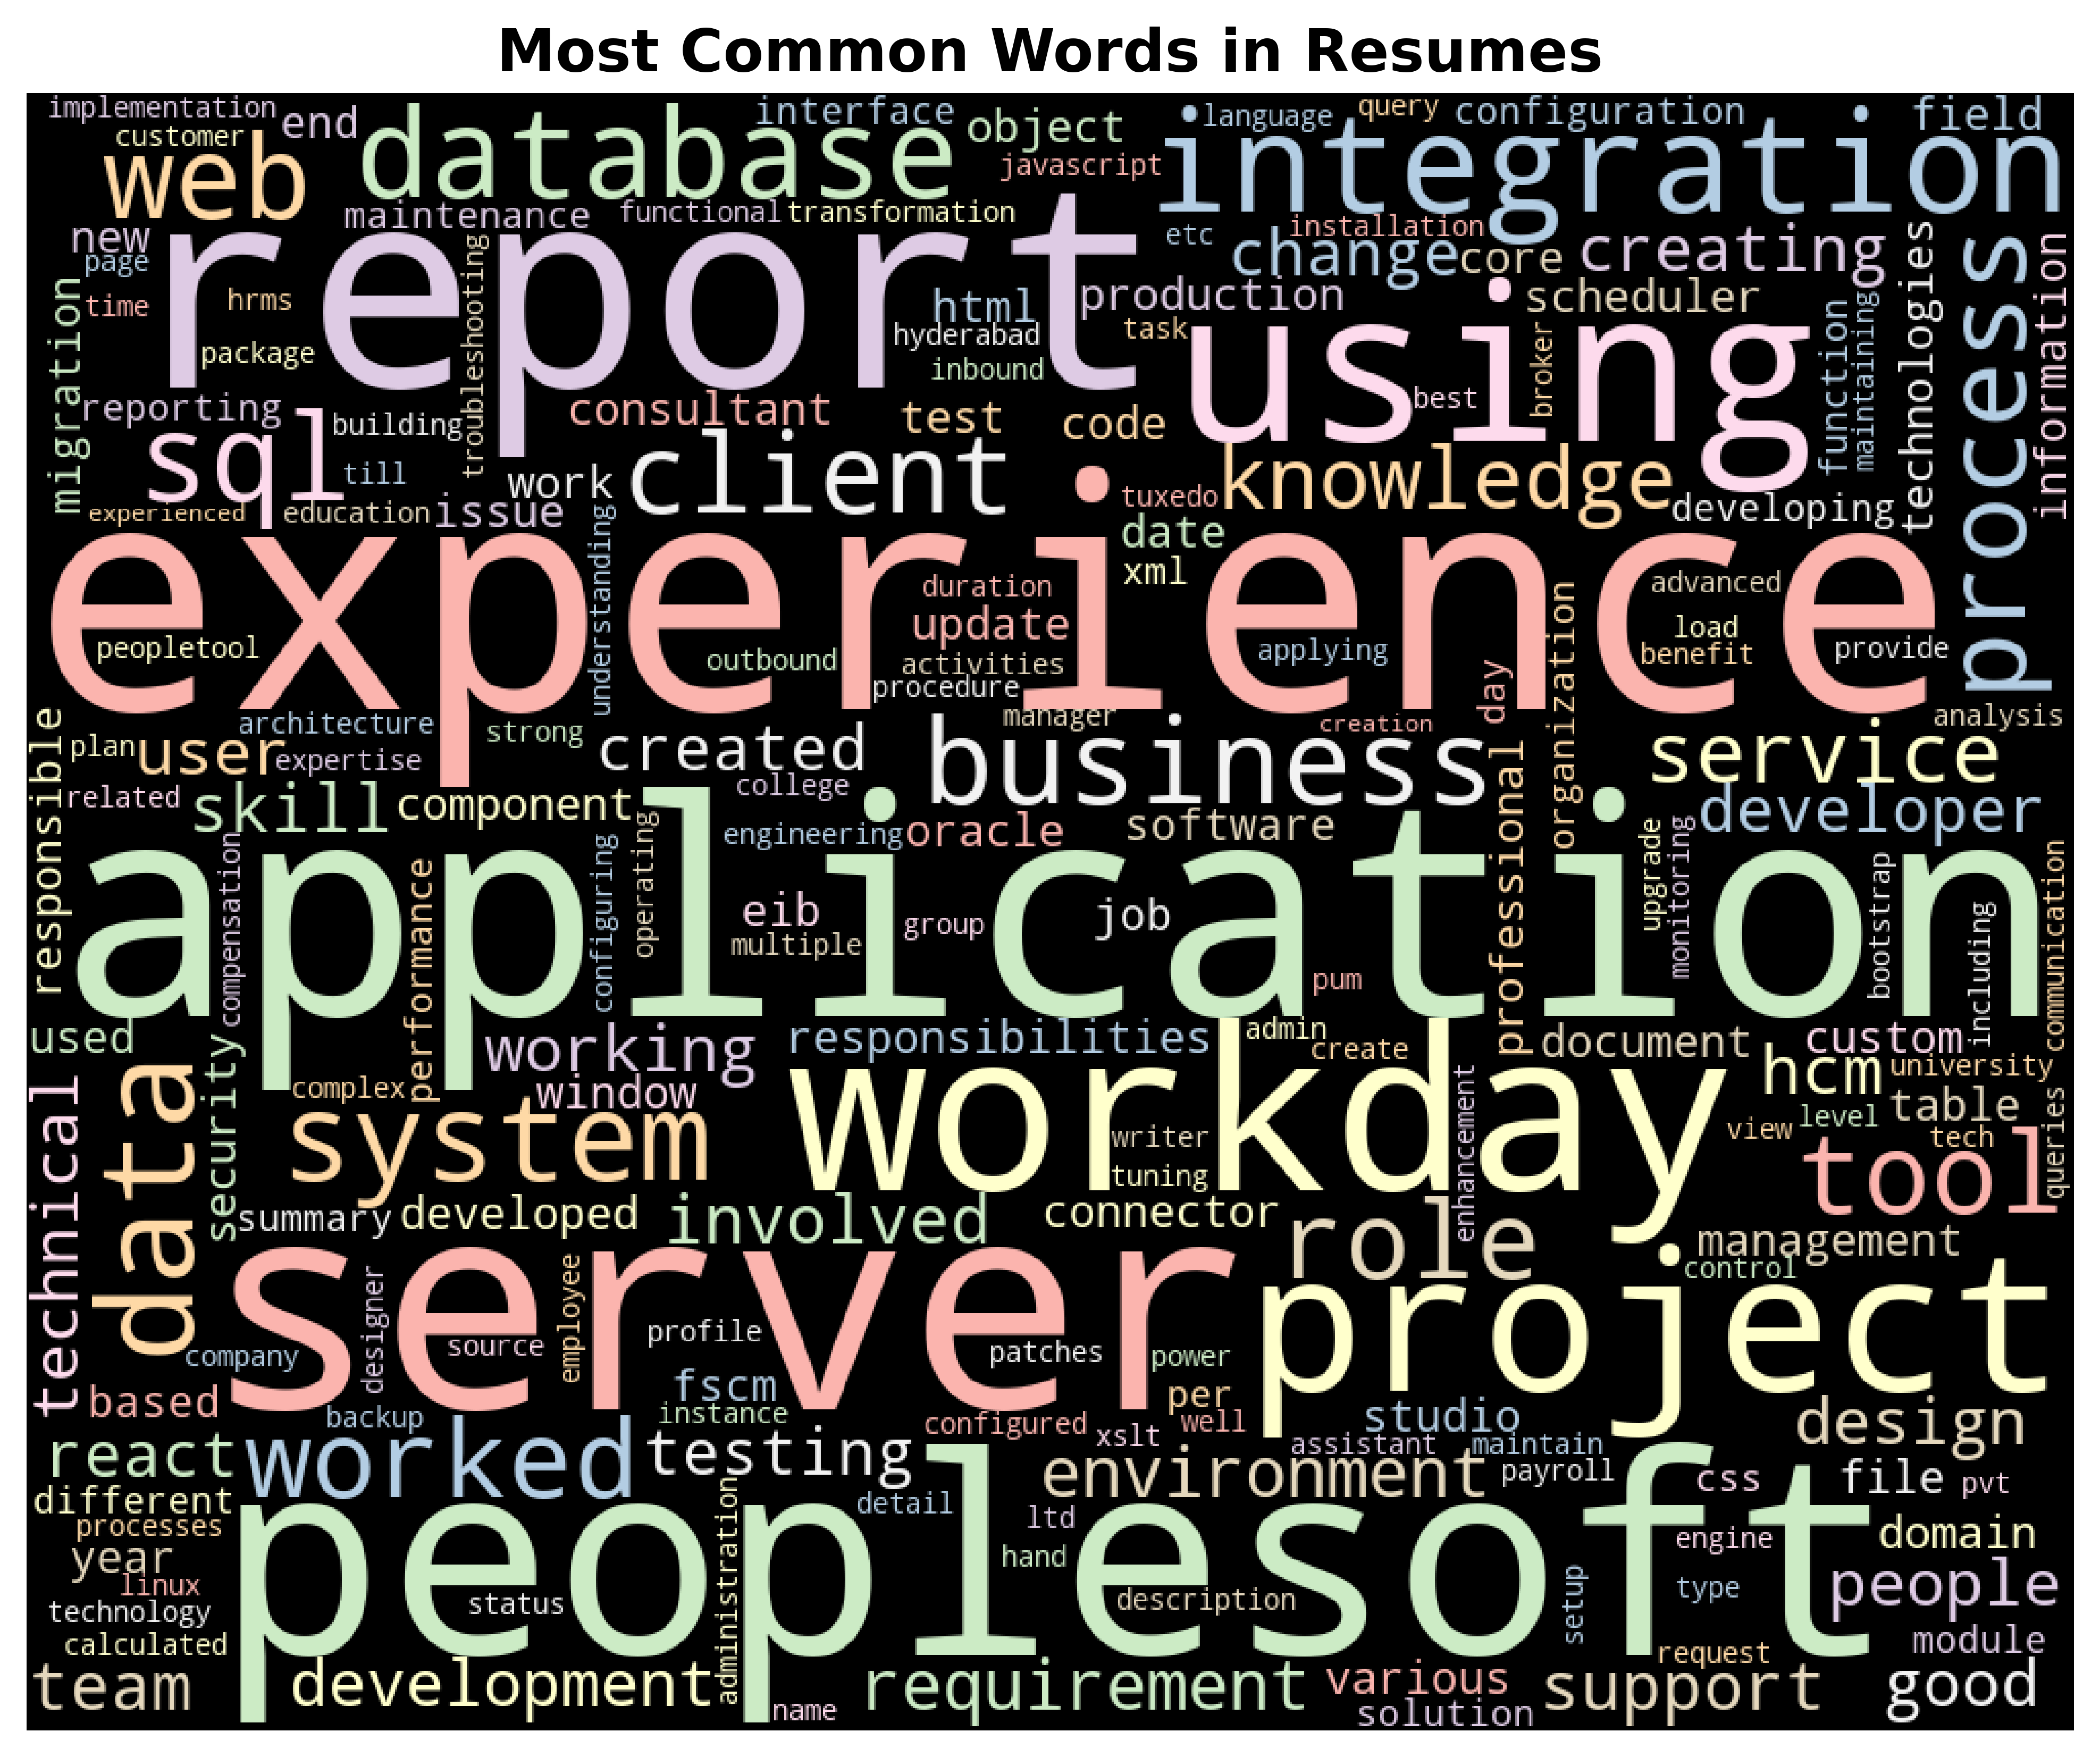 Most Common Words in Resumes
implementation
customer
end
database
interface
object
javascript
language
query
configuration
field
web
integration
maintenance
functional
transformation
new
page
time
hrms
package
report
troubleshooting
migration
html
hyderabad
inbound
etc
installation
change
core
creating
production
scheduler
task
using
best
broker
function
maintaining
technologies
process
information
reporting
building
sql
till
consultant
test
code
client
work
tuxedo
knowledge
developing
experienced
education
issue
date
xml
experience
peopletool
understanding
outbound
duration
update
activities
procedure
applying
organization
advanced
load
benefit
provide
day
analysis
responsible
plan
user
architecture
expertise
strong
created
manager
business
creation
service
related
skill
component
college
engineering
oracle
software
professional
developer
application
compensation
performance
configuring
operating
eib
multiple
group
job
pum
upgrade
monitoring
bootstrap
including
communication
used
security
working
responsibilities
admin
create
document
custom
technical
data
complex
window
system
workday
writer
tuning
enhancement
hcm
university
table
level
view
tech
tool
queries
summary
developed
involved
connector
role
management
control
server
designer
company
source
employee
profile
patches
power
project
based
fscm
per
backup
instance
configured
xslt
well
studio
design
react
worked
testing
environment
assistant
maintain
payroll
css
file
pvt
different
processes
year
linux
technology
calculated
peoplesoft
status
administration
detail
ltd
hand
description
setup
engine
type
domain
people
request
module
team
development
name
requirement
various
solution
support
good